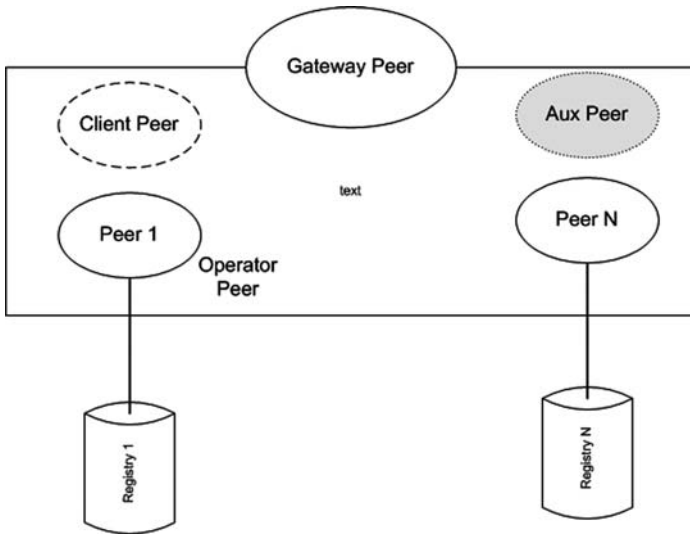 Gateway Peer
Client Peer
Aux Peer
text
Peer 1
Peer N
Operator
Peer
Registry 1
Registry N